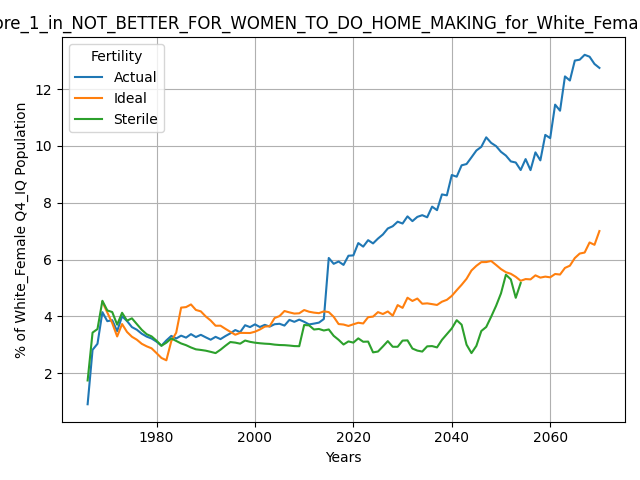 ore_1_in_NOT_BETTER_FOR_WOMEN_TO_DO_HOME_MAKING_for_White_Fema
Fertility
Actual
Ideal
Sterile
% of White_Female Q4_IQ Population
12
10
8
6
4
2
1980
2000
2020
2040
2060
Years